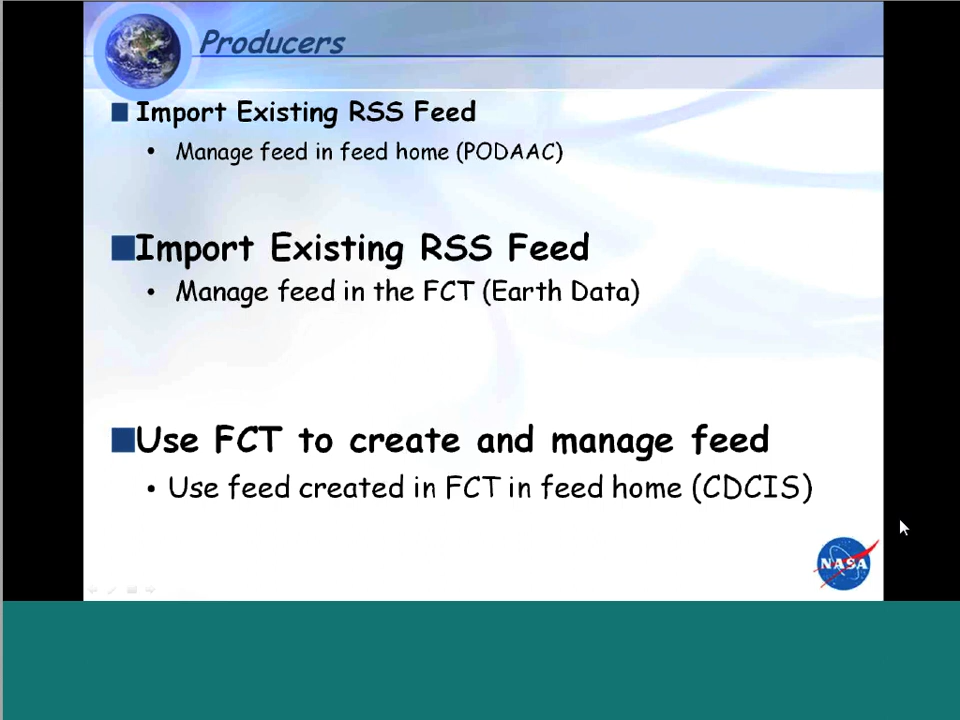 Producers
Import Existing RSS Feed
• Manage feed in feed home (PODAAC)
Import Existing RSS Feed
• Manage feed in the FCT (Earth Data)
Use FCT to create and manage feed
• Use feed created in FCT in feed home (CDCIS)
NASA